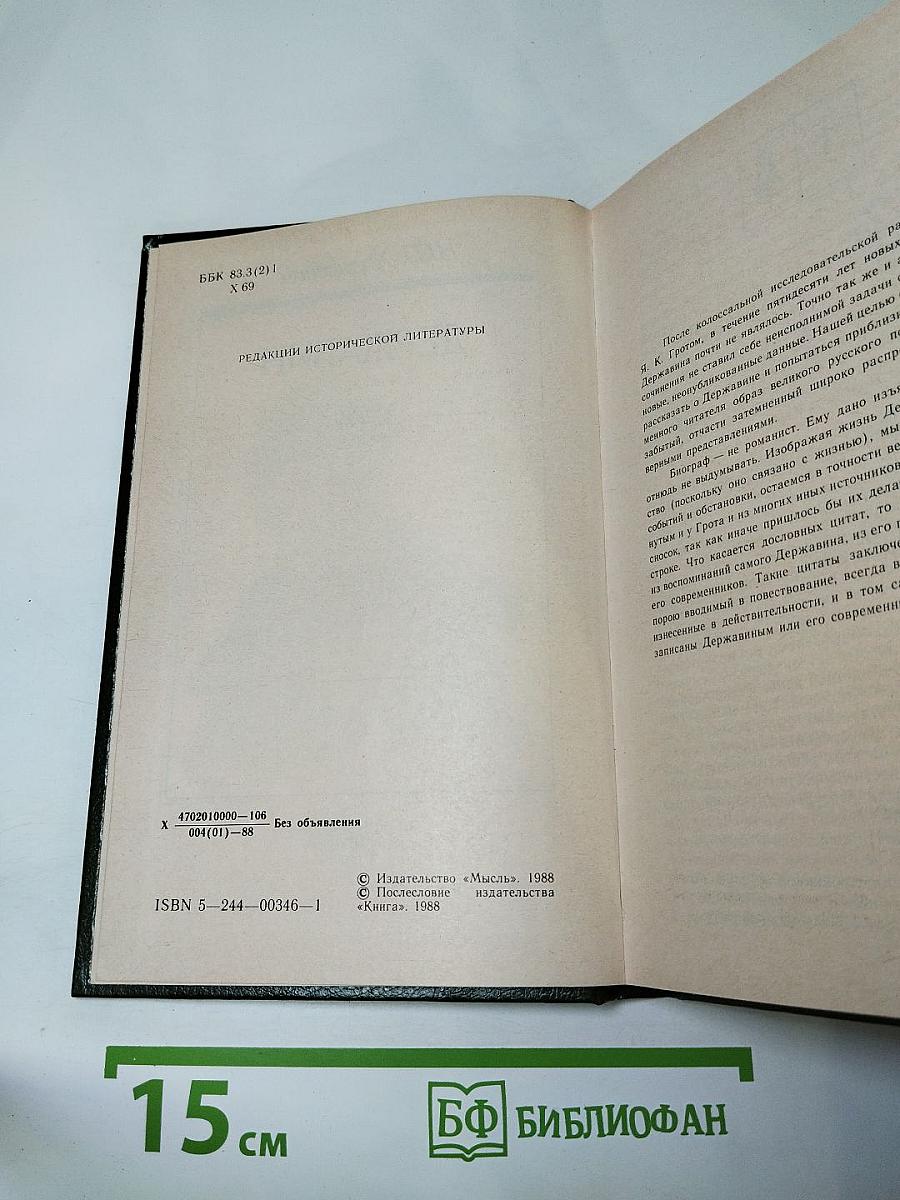 ББК 83.3(2)1
Х 69
РЕДАКЦИИ ИСТОРИЧЕСКОЙ ЛИТЕРАТУРЫ
Х 4702010000—106 Без объявления
004(01)—88
© Издательство «Мысль». 1988
© Послесловие издательства
«Книга». 1988
ISBN 5—244—00346—1
После колоссальной исследовательской
Я. К. Гротом, в течение пятидесяти лет новых
Державина почти не являлось. Точно так же и
сочинения не ставил себе неисполнимой задачи
новые, неопубликованные данные. Нашей целью
рассказать о Державине и попытаться
менного читателя образ великого русского
забытый, отчасти затемненный широко
верными представлениями.
Биограф — не романист. Ему дано
отнюдь не выдумывать. Изображая жизнь
ство (поскольку оно связано с жизнью), мы
событий и обстановки, остаемся в точности
нутым и у Грота и из многих иных источников
сносок, так как иначе пришлось бы их
строке. Что касается дословных цитат, то
из воспоминаний самого Державина, из его
его современников. Такие цитаты
порою вводимый в повествование, всегда
изнесенные в действительности, и в том
записаны Державиным или его
15 см
БФ БИБЛИОФАН